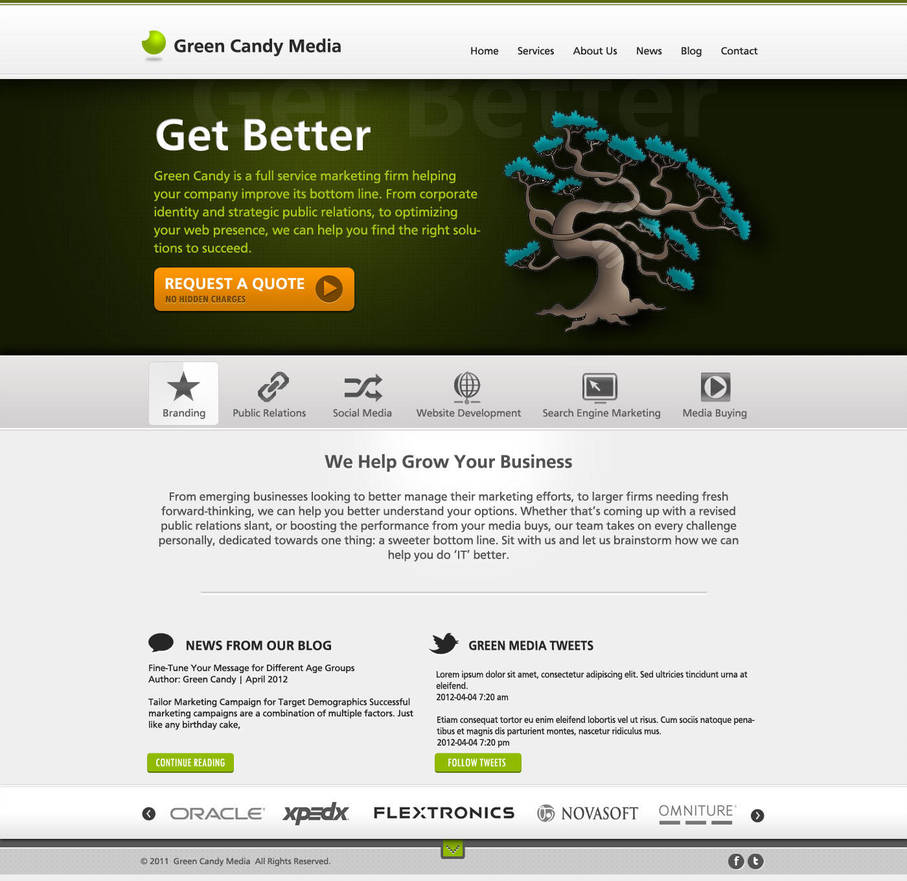 Green Candy Media
Home Services About Us News Blog Contact
Get Better
Get Better
Green Candy is a full service marketing firm helping
your company improve its bottom line. From corporate
identity and strategic public relations, to optimizing
your web presence, we can help you find the right solu-
tions to succeed.
REQUEST A QUOTE
NO HIDDEN CHARGES
Branding Public Relations Social Media Website Development Search Engine Marketing Media Buying
We Help Grow Your Business
From emerging businesses looking to better manage their marketing efforts, to larger firms needing fresh
forward-thinking, we can help you better understand your options. Whether that's coming up with a revised
public relations slant, or boosting the performance from your media buys, our team takes on every challenge
personally, dedicated towards one thing: a sweeter bottom line. Sit with us and let us brainstorm how we can
help you do ‘IT’ better.
NEWS FROM OUR BLOG
Fine-Tune Your Message for Different Age Groups
Author: Green Candy | April 2012
Tailor Marketing Campaign for Target Demographics Successful
marketing campaigns are a combination of multiple factors. Just
like any birthday cake,
CONTINUE READING
GREEN MEDIA TWEETS
Lorem ipsum dolor sit amet, consectetur adipiscing elit. Sed ultricies tincidunt urna at
eleifend.
2012-04-04 7:20 am
Etiam consequat tortor eu enim eleifend lobortis vel ut risus. Cum sociis natoque pena-
tibus et magnis dis parturient montes, nascetur ridiculus mus.
2012-04-04 7:20 pm
FOLLOW TWEETS
ORACLE xpedx FLEXTRONICS NOVASOFT OMNITURE
© 2011 Green Candy Media All Rights Reserved.